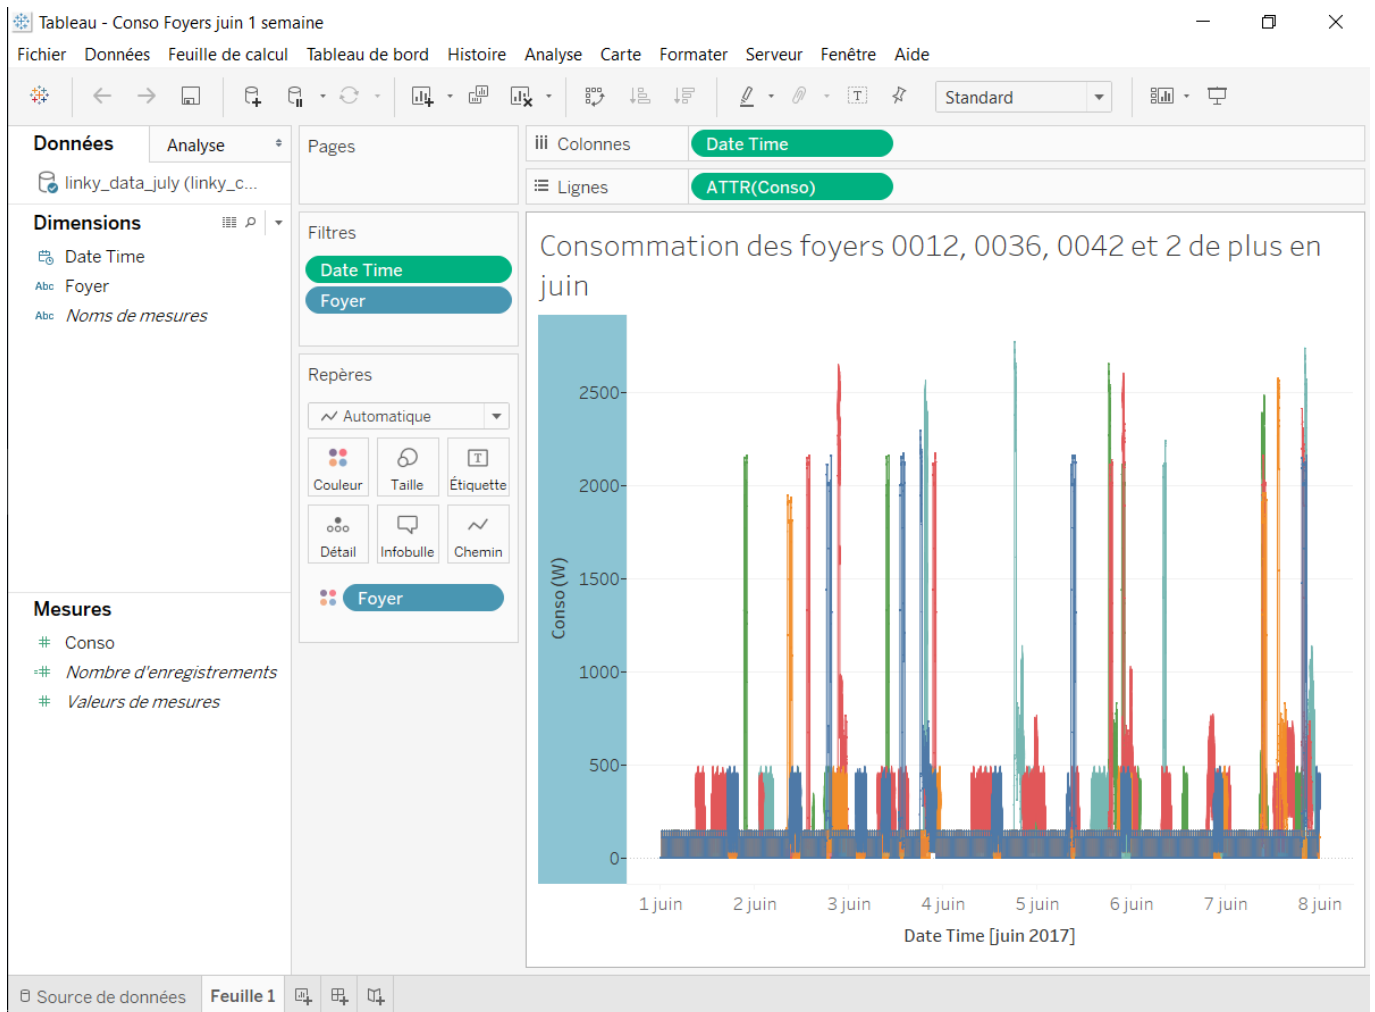 Tableau - Conso Foyers juin 1 semaine
Fichier Données Feuille de calcul Tableau de bord Histoire Analyse Carte Formater Serveur Fenêtre Aide
Standard
Données Analyse
linky_data_july (linky_c...
Dimensions
Date Time
Abc Foyer
Abc Noms de mesures
Mesures
Conso
Nombre d'enregistrements
Valeurs de mesures
Pages
Filtres
Date Time
Foyer
Repères
Automatique
Couleur Taille Étiquette
Détail Infobulle Chemin
Foyer
Colonnes Date Time
Lignes ATTR(Conso)
Consommation des foyers 0012, 0036, 0042 et 2 de plus en
juin
Conso (W)
2500
2000
1500
1000
500
0
1 juin 2 juin 3 juin 4 juin 5 juin 6 juin 7 juin 8 juin
Date Time [juin 2017]
Source de données Feuille 1